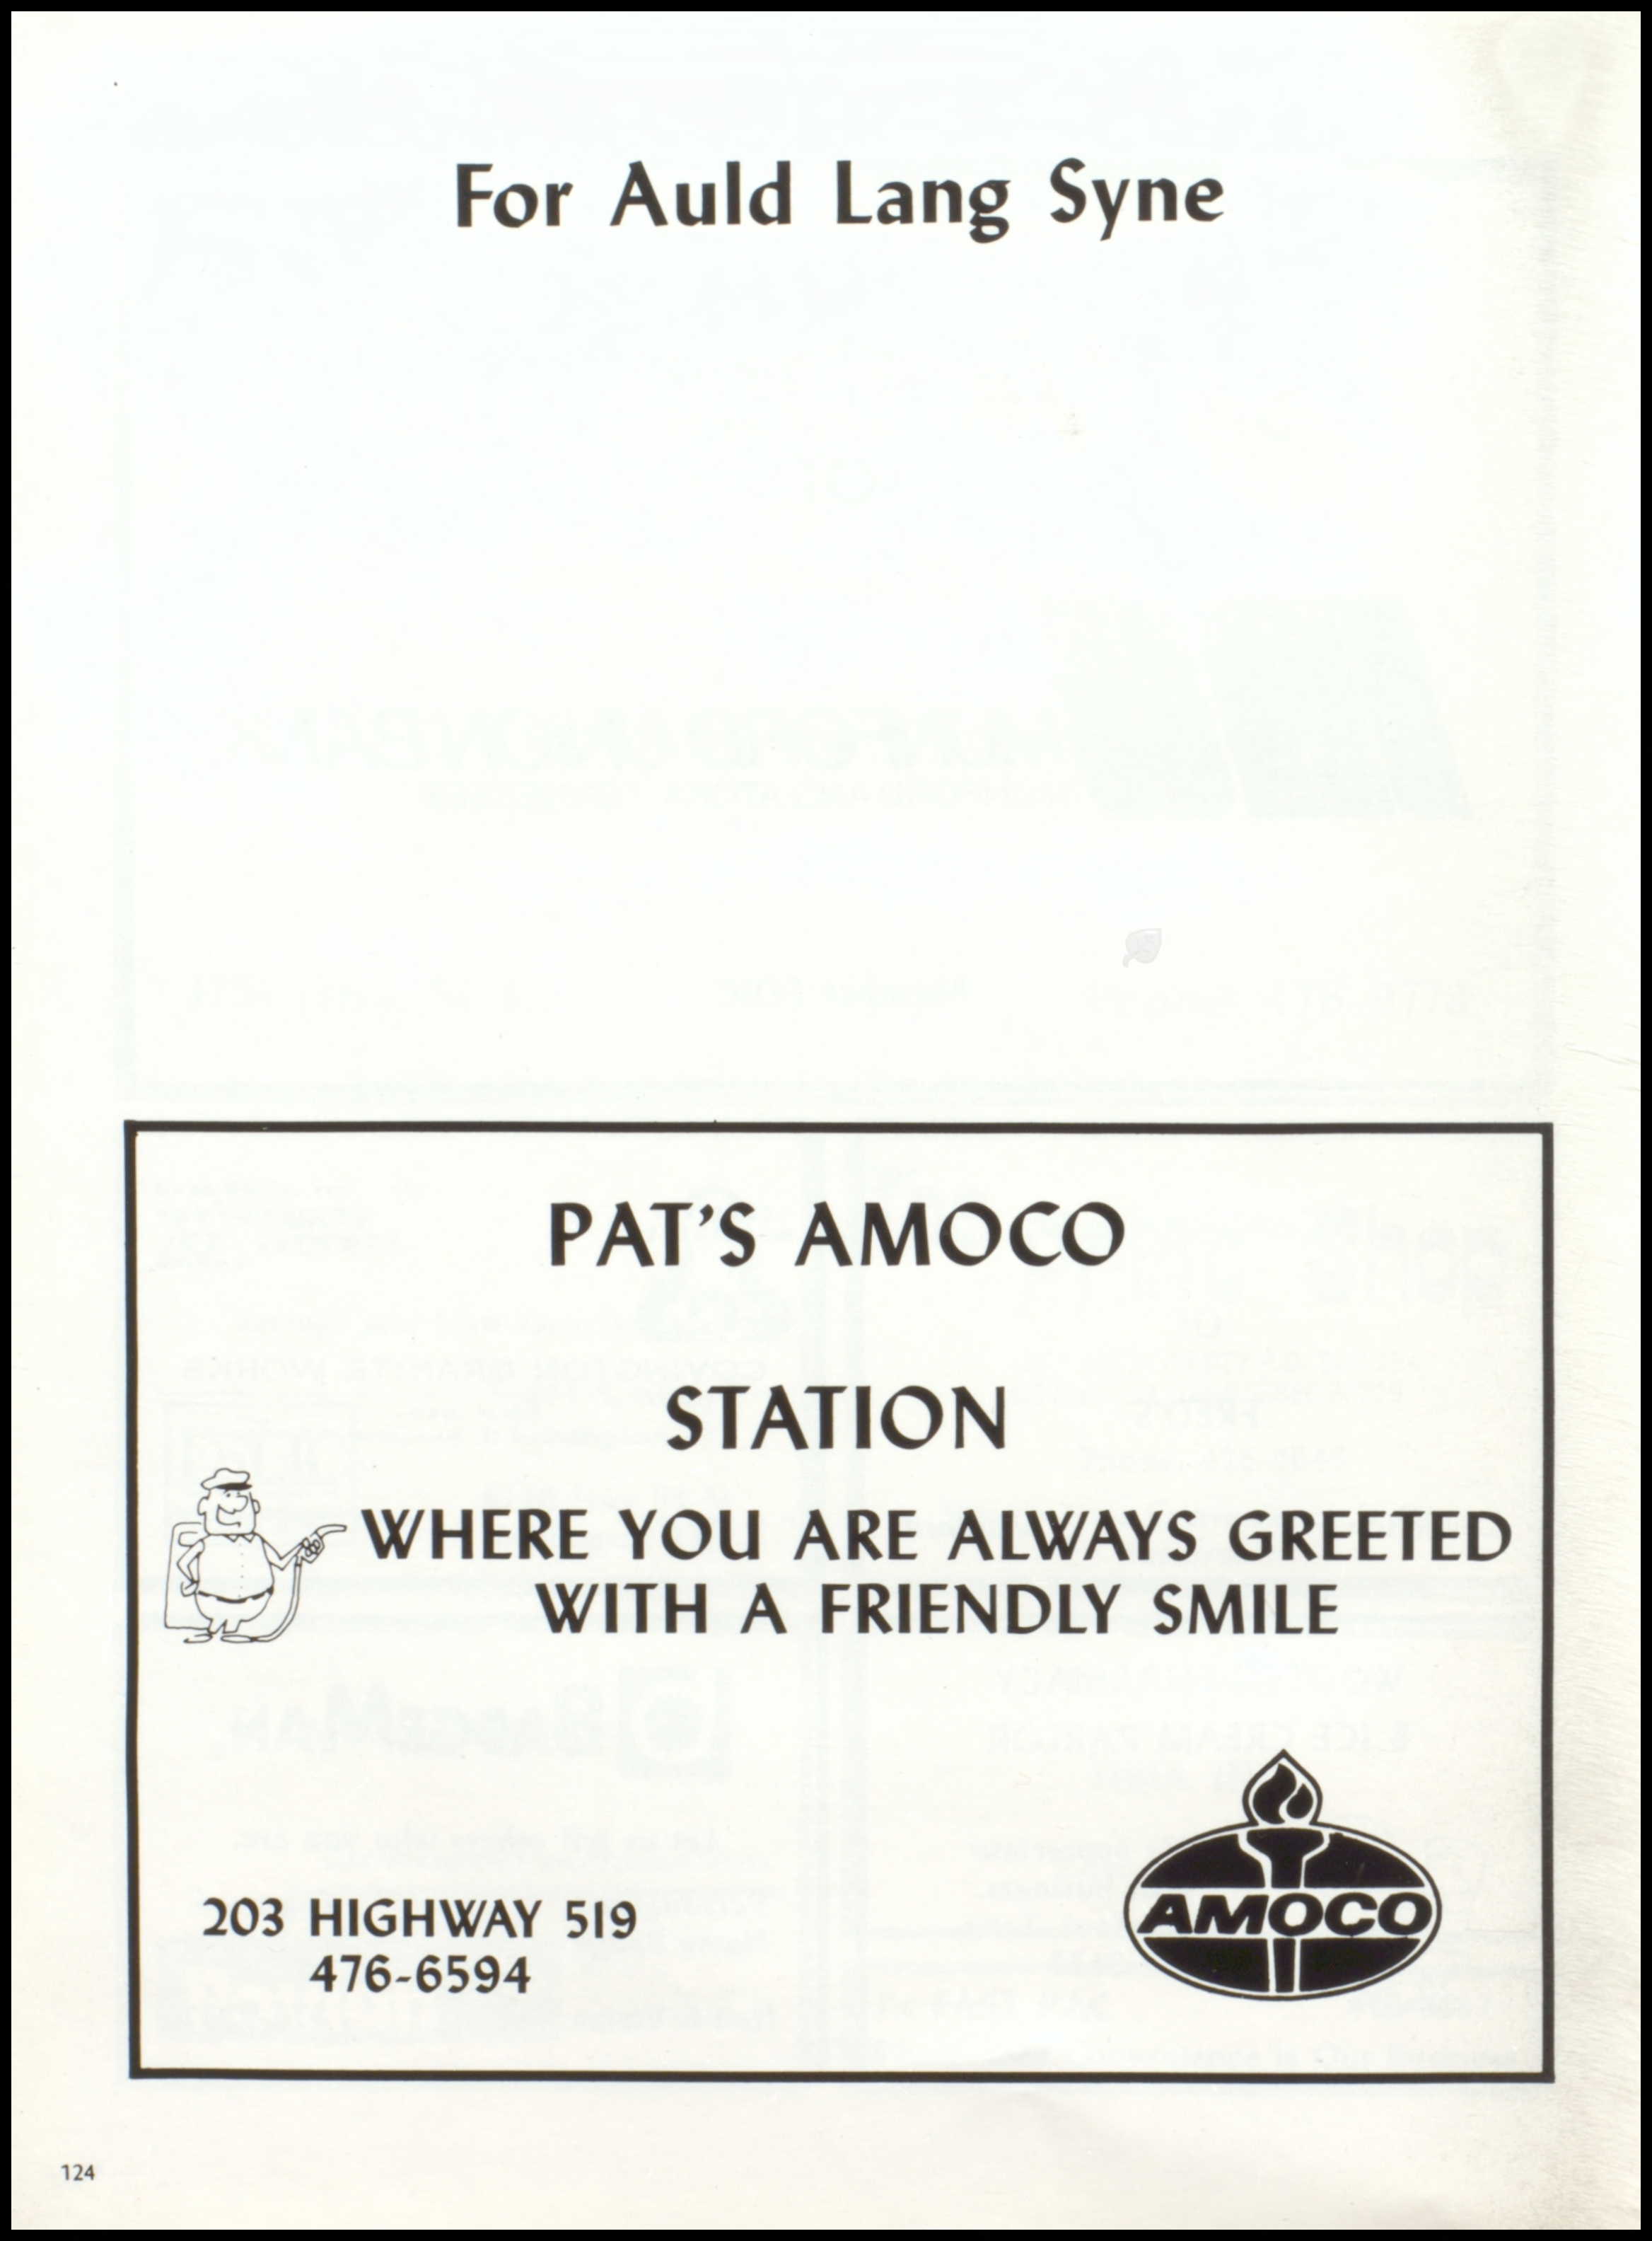 For Auld Lang Syne
PAT'S AMOCO
STATION
WHERE YOU ARE ALWAYS GREETED
WITH A FRIENDLY SMILE
203 HIGHWAY 519
476-6594
AMOCO
124